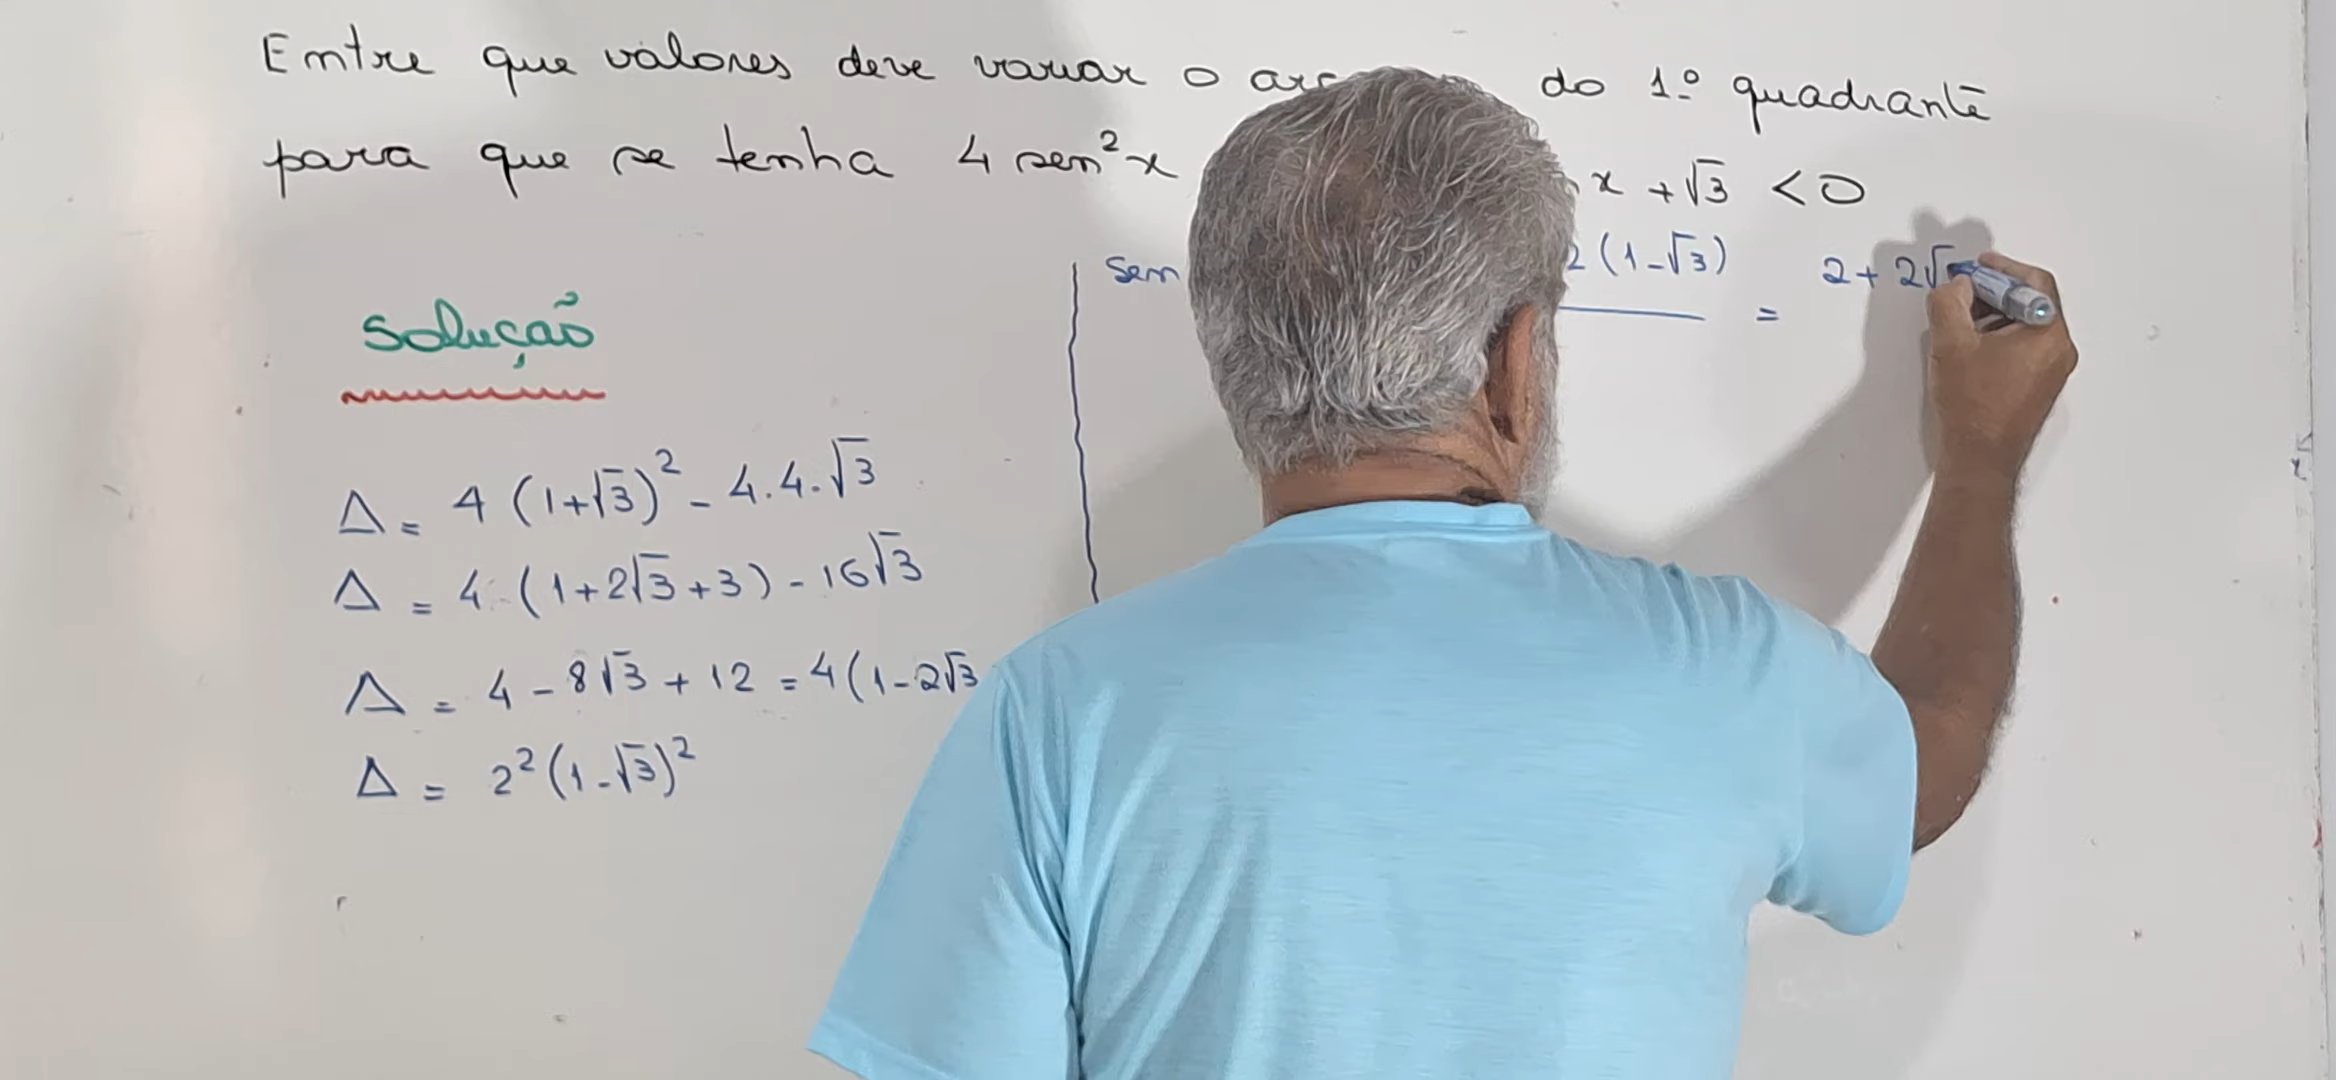 Entre que valores deve variar o arc do 1º quadrante
para que se tenha 4 sen²x x + √3 < 0
Solução
Δ = 4 (1+√3)² - 4.4.√3
Δ = 4.(1+2√3+3) - 16√3
Δ = 4 - 8√3 + 12 = 4(1-2√3
Δ = 2²(1-√3)²
Sen 2(1-√3) = 2+2√